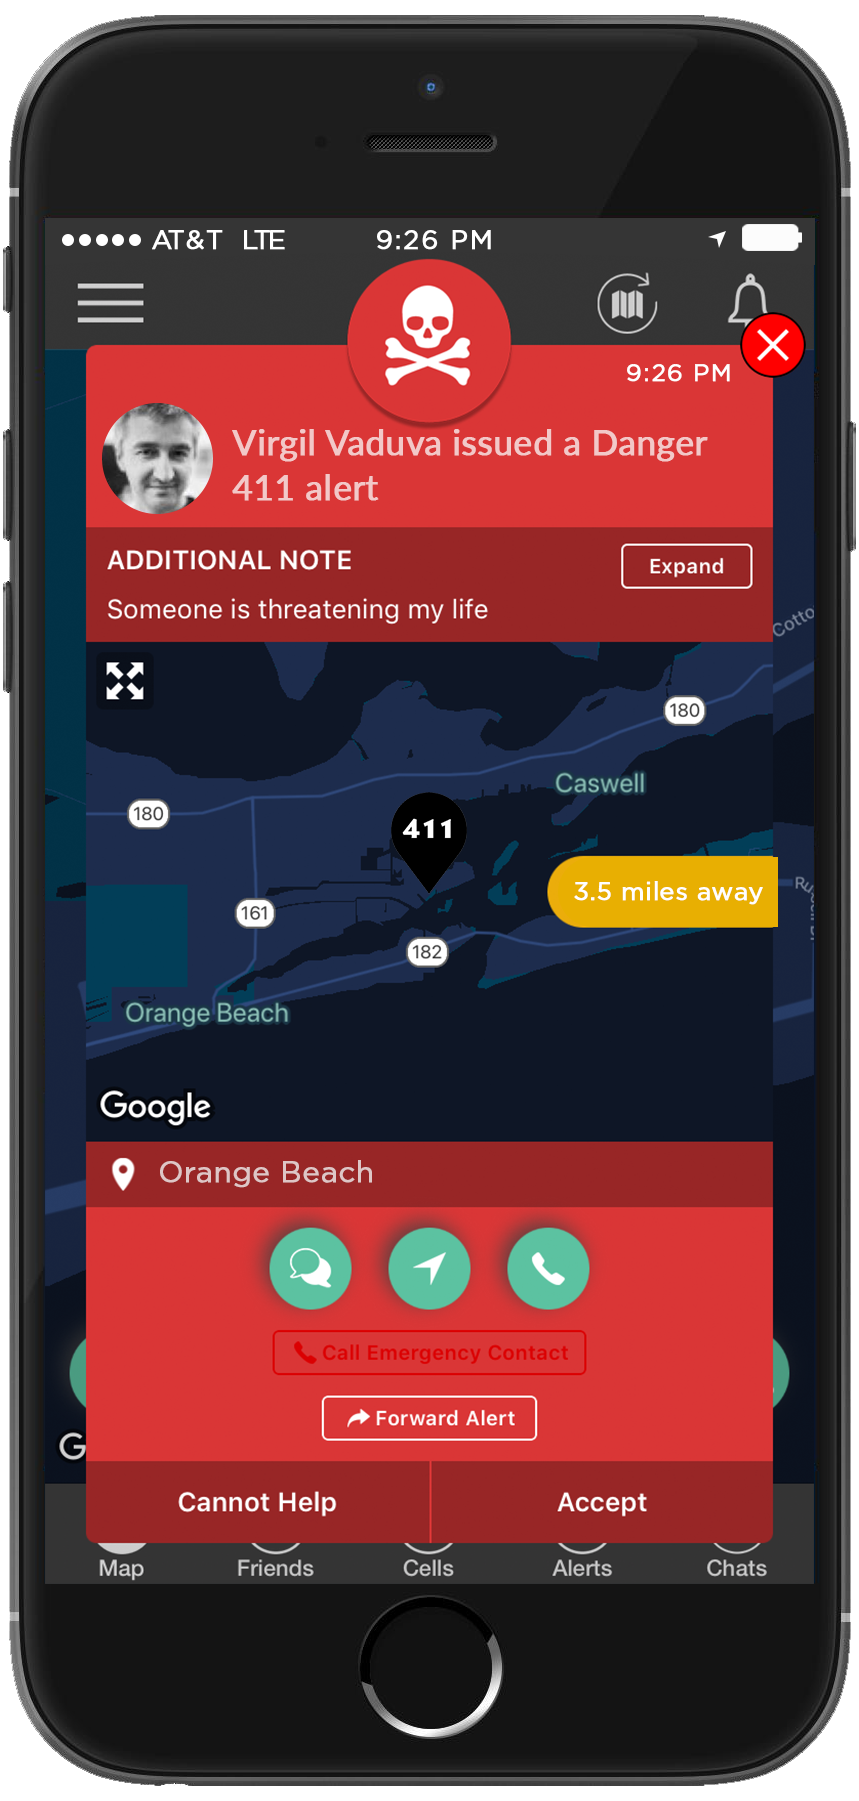 AT&T LTE 9:26 PM
9:26 PM
Virgil Vaduva issued a Danger
411 alert
ADDITIONAL NOTE
Expand
Someone is threatening my life
Cotto
180
Caswell
180
411
3.5 miles away
161
182
Orange Beach
Google
Orange Beach
Call Emergency Contact
Forward Alert
G
Cannot Help
Accept
Map Friends Cells Alerts Chats